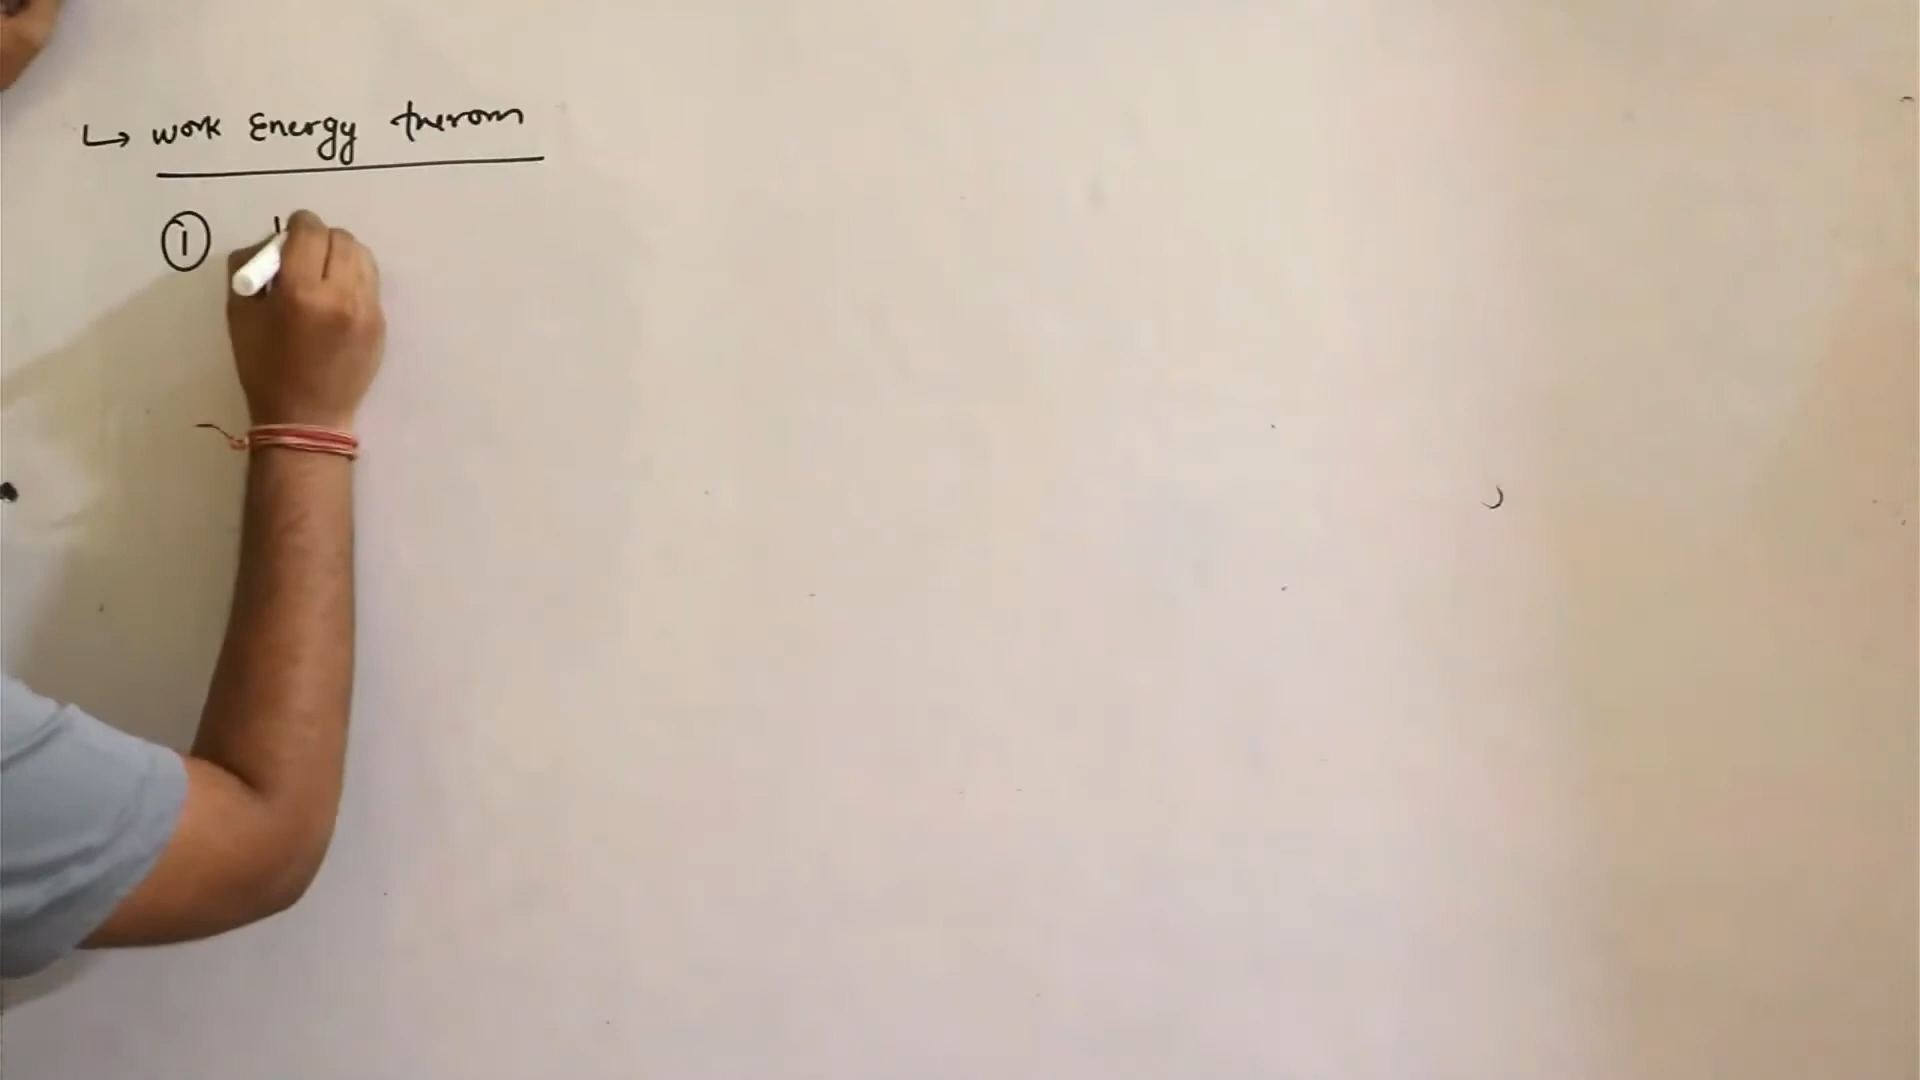 ↳ work Energy therom
①